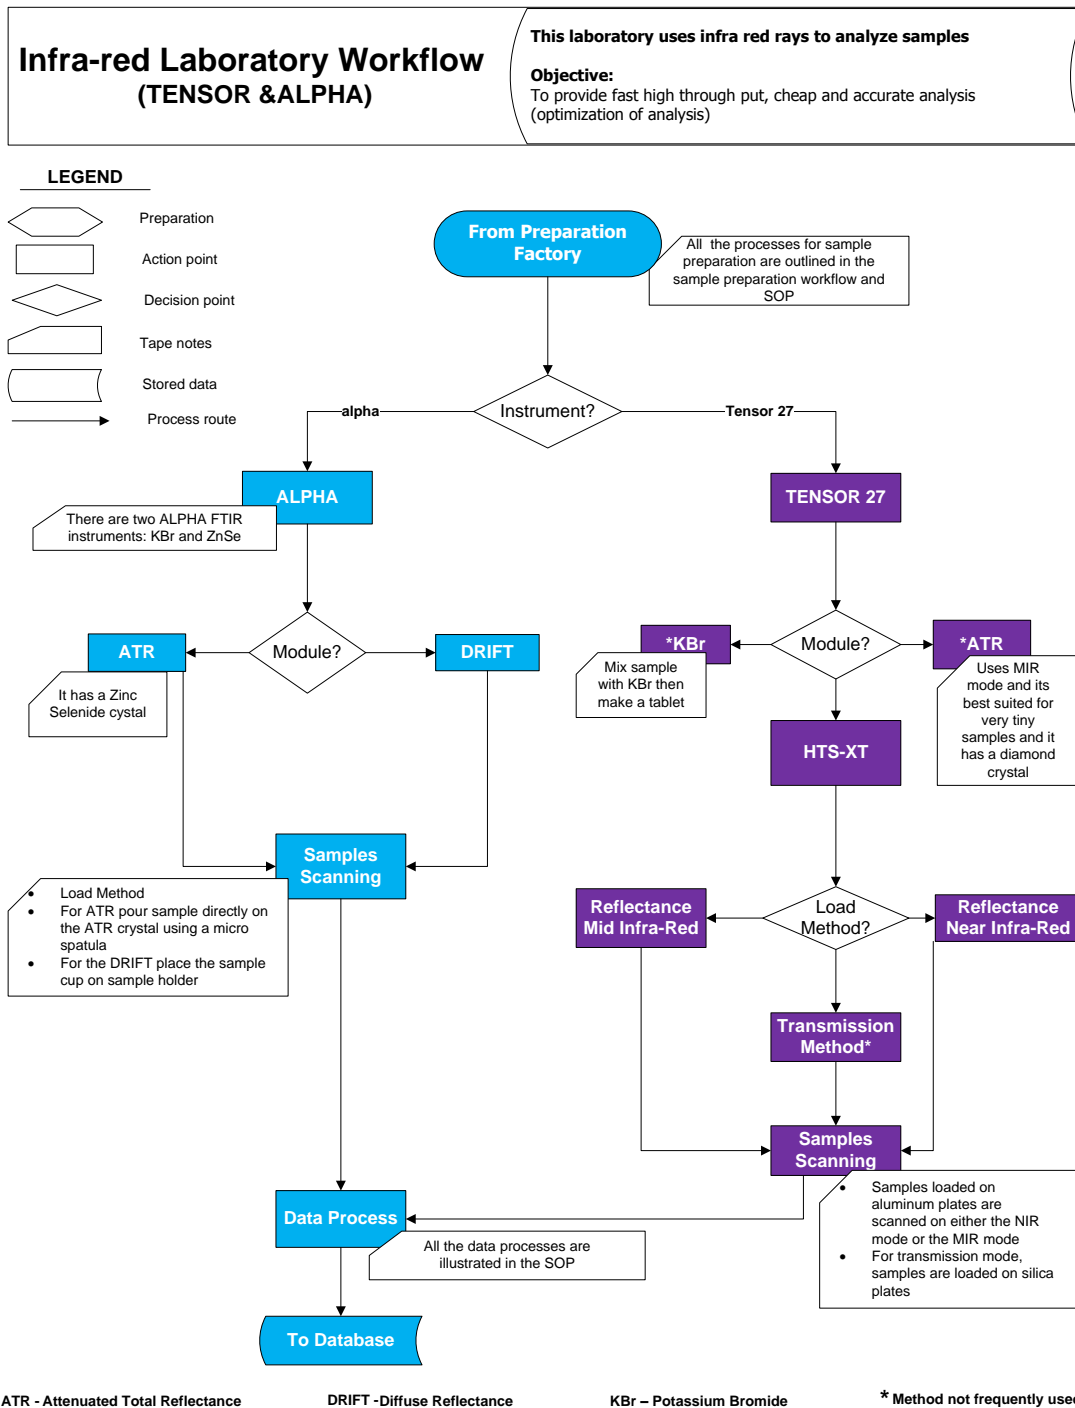 Infra-red Laboratory Workflow
(TENSOR &ALPHA)
This laboratory uses infra red rays to analyze samples
Objective:
To provide fast high through put, cheap and accurate analysis
(optimization of analysis)
LEGEND
Preparation
Action point
Decision point
Tape notes
Stored data
Process route
From Preparation
Factory
All the processes for sample
preparation are outlined in the
sample preparation workflow and
SOP
Instrument?
alpha
Tensor 27
ALPHA
There are two ALPHA FTIR
instruments: KBr and ZnSe
TENSOR 27
Module?
ATR
It has a Zinc
Selenide cystal
DRIFT
Module?
*KBr
Mix sample
with KBr then
make a tablet
*ATR
Uses MIR
mode and its
best suited for
very tiny
samples and it
has a diamond
crystal
HTS-XT
Samples
Scanning
• Load Method
• For ATR pour sample directly on
the ATR crystal using a micro
spatula
• For the DRIFT place the sample
cup on sample holder
Load
Method?
Reflectance
Mid Infra-Red
Reflectance
Near Infra-Red
Transmission
Method*
Samples
Scanning
• Samples loaded on
aluminum plates are
scanned on either the NIR
mode or the MIR mode
• For transmission mode,
samples are loaded on silica
plates
Data Process
All the data processes are
illustrated in the SOP
To Database
ATR - Attenuated Total Reflectance
DRIFT -Diffuse Reflectance
KBr – Potassium Bromide
* Method not frequently used